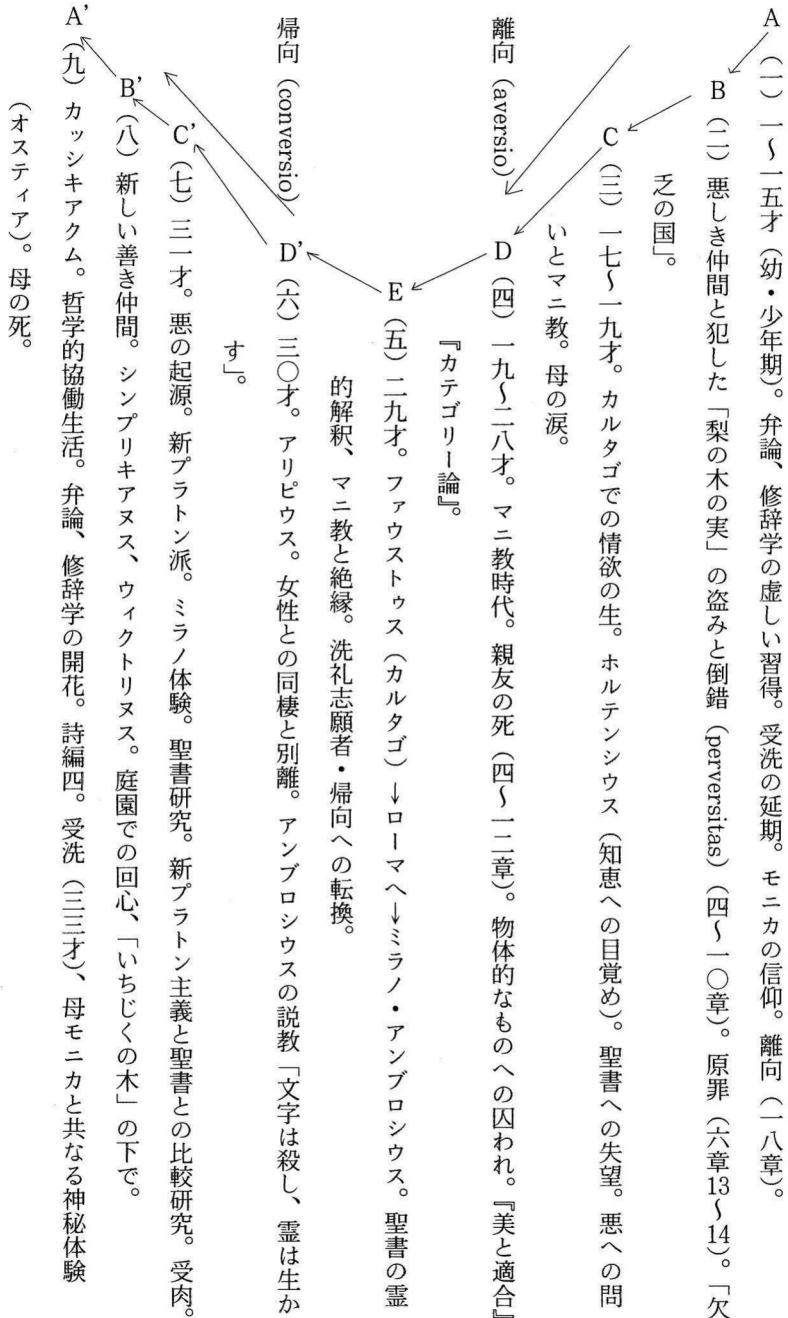 A （一）一〜一五才（幼・少年期）。弁論、修辞学の虚しい習得。受洗の延期。モニカの信仰。離向（一八章）。
B （二）悪しき仲間と犯した「梨の木の実」の盗みと倒錯（perversitas）（四〜一〇章）。原罪（六章13〜14）。「欠
乏の国」。
C （三）一七〜一九才。カルタゴでの情欲の生。ホルテンシウス（知恵への目覚め）。聖書への失望。悪への問
いとマニ教。母の涙。
離向（aversio）
D （四）一九〜二八才。マニ教時代。親友の死（四〜一二章）。物体的なものへの囚われ。『美と適合』
『カテゴリー論』。
E （五）二九才。ファウストゥス（カルタゴ）→ローマへ→ミラノ・アンブロシウス。聖書の霊
的解釈、マニ教と絶縁。洗礼志願者・帰向への転換。
帰向（conversio）
D' （六）三〇才。アリピウス。女性との同棲と別離。アンブロシウスの説教「文字は殺し、霊は生か
す」。
C' （七）三一才。悪の起源。新プラトン派。ミラノ体験。聖書研究。新プラトン主義と聖書との比較研究。受肉。
B' （八）新しい善き仲間。シンプリキアヌス、ウィクトリヌス。庭園での回心、「いちじくの木」の下で。
A' （九）カッシキアクム。哲学的協働生活。弁論、修辞学の開花。詩編四。受洗（三三才）、母モニカと共なる神秘体験
（オスティア）。母の死。